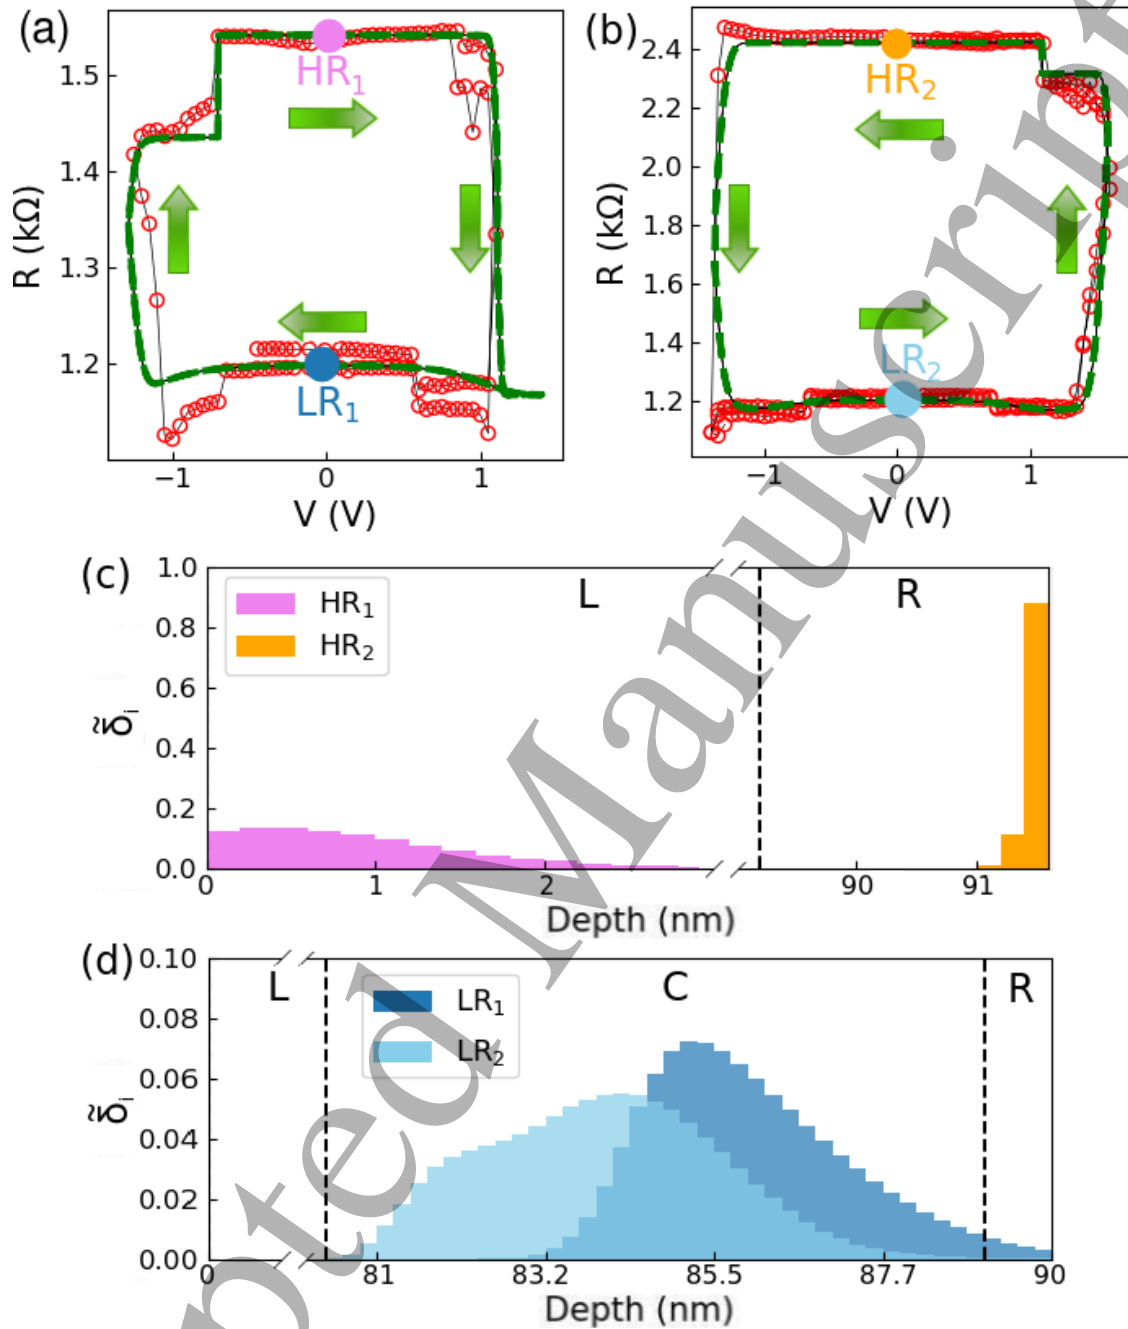 (a)
R (kΩ)
1.5
1.4
1.3
1.2
HR₁
LR₁
−1
0
1
V (V)
(b)
R (kΩ)
2.4
2.2
2.0
1.8
1.6
1.4
1.2
HR₂
LR₂
−1
0
1
V (V)
(c)
δ̃ᵢ
1.0
0.8
0.6
0.4
0.2
0.0
HR₁
HR₂
L
R
0
1
2
90
91
Depth (nm)
(d)
δ̃ᵢ
0.10
0.08
0.06
0.04
0.02
0.00
L
LR₁
LR₂
C
R
0
81
83.2
85.5
87.7
90
Depth (nm)
pted Manuscript